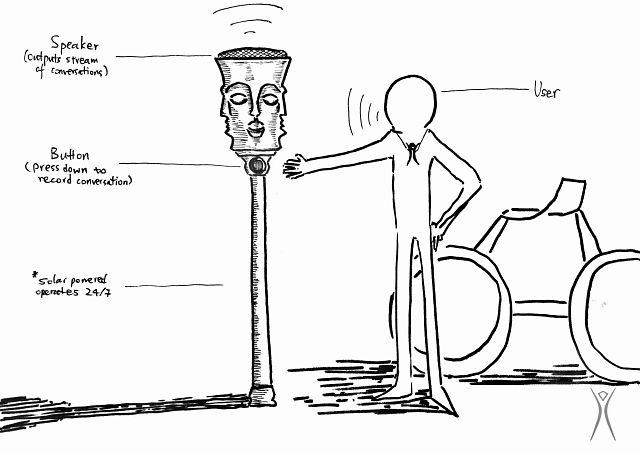 Speaker
(outputs stream
of conversations)
User
Button
(press down to
record conversation)
* Solar powered
operates 24/7